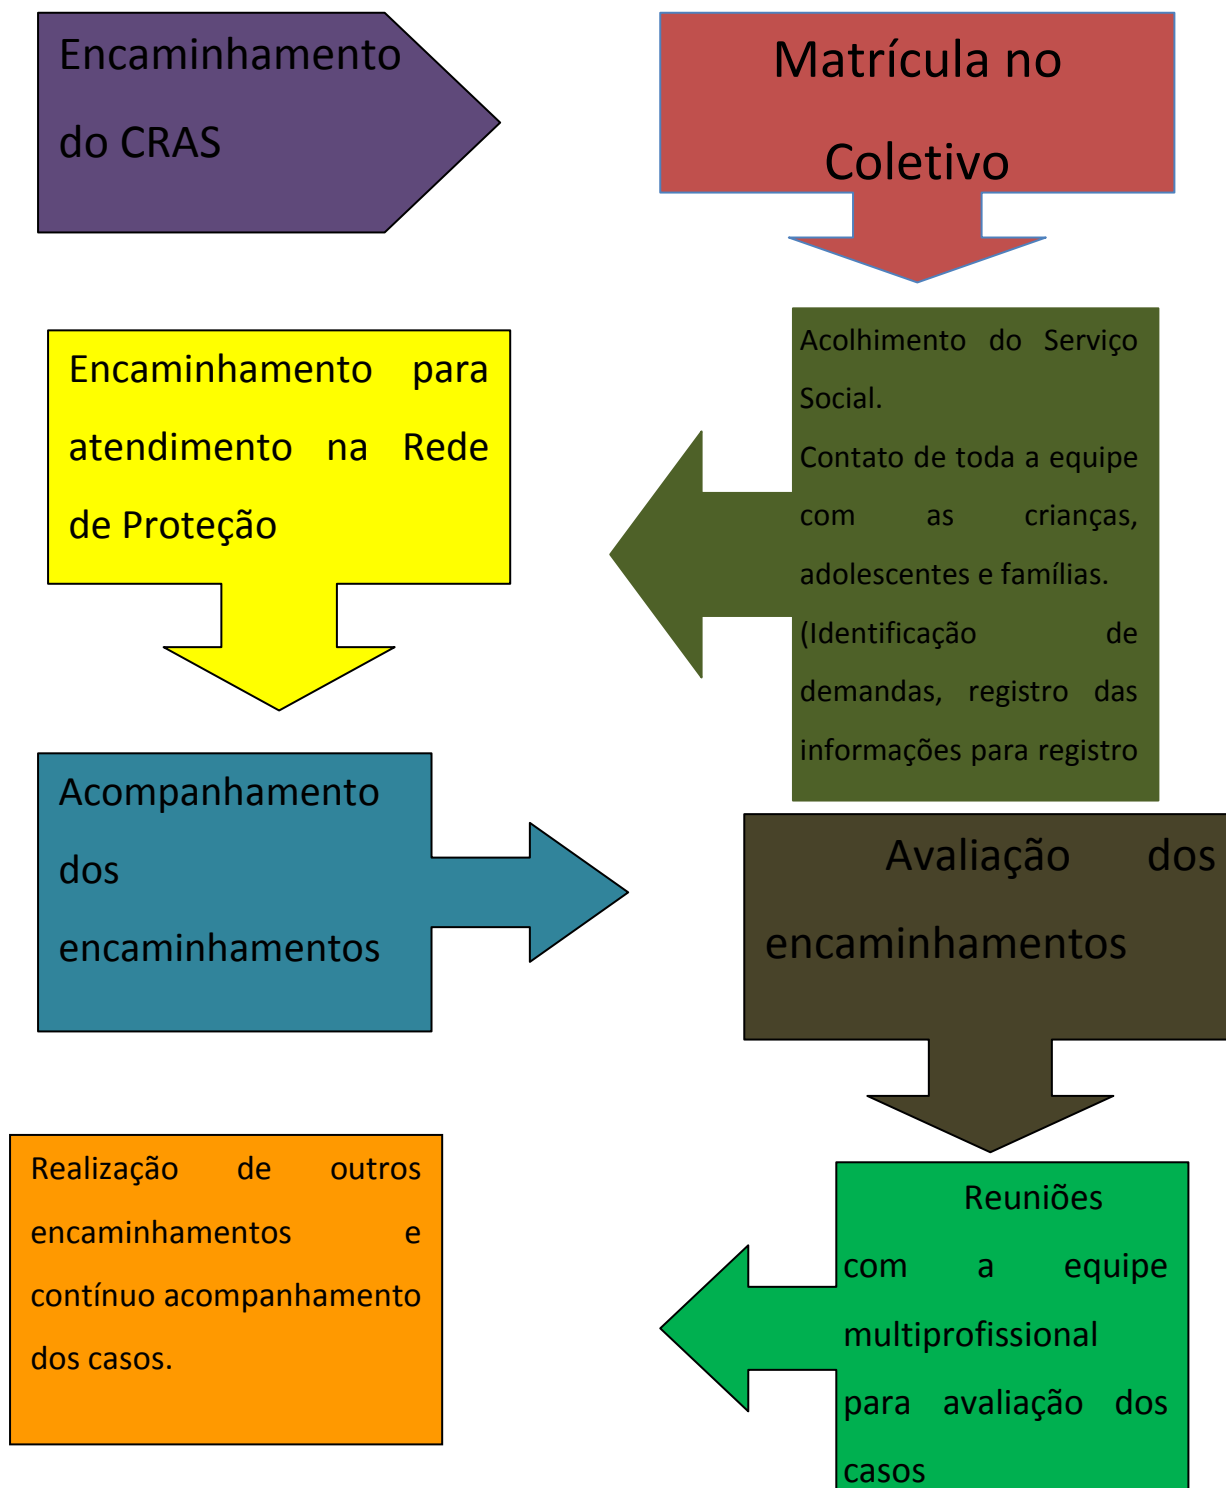 Encaminhamento
do CRAS
Matrícula no
Coletivo
Acolhimento do Serviço
Social.
Contato de toda a equipe
com as crianças,
adolescentes e famílias.
(Identificação de
demandas, registro das
informações para registro
Encaminhamento para
atendimento na Rede
de Proteção
Acompanhamento
dos
encaminhamentos
Avaliação dos
encaminhamentos
Reuniões
com a equipe
multiprofissional
para avaliação dos
casos
Realização de outros
encaminhamentos e
contínuo acompanhamento
dos casos.